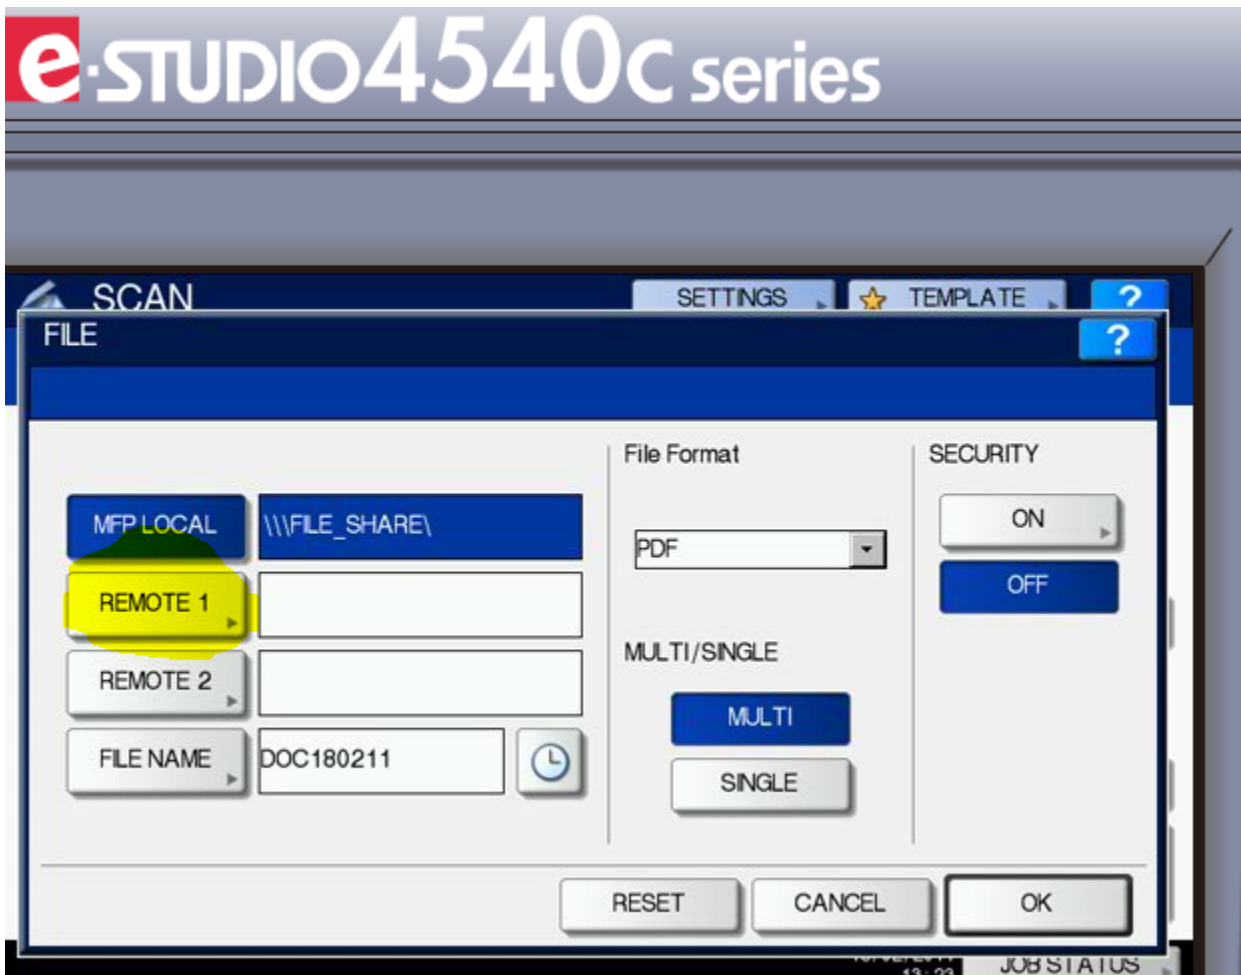 e-STUDIO4540C series
SCAN
SETTINGS
TEMPLATE
?
FILE
?
MFP LOCAL
\\\FILE_SHARE\
REMOTE 1
REMOTE 2
FILE NAME
DOC180211
File Format
PDF
MULTI/SINGLE
MULTI
SINGLE
SECURITY
ON
OFF
RESET
CANCEL
OK
JOB STATUS